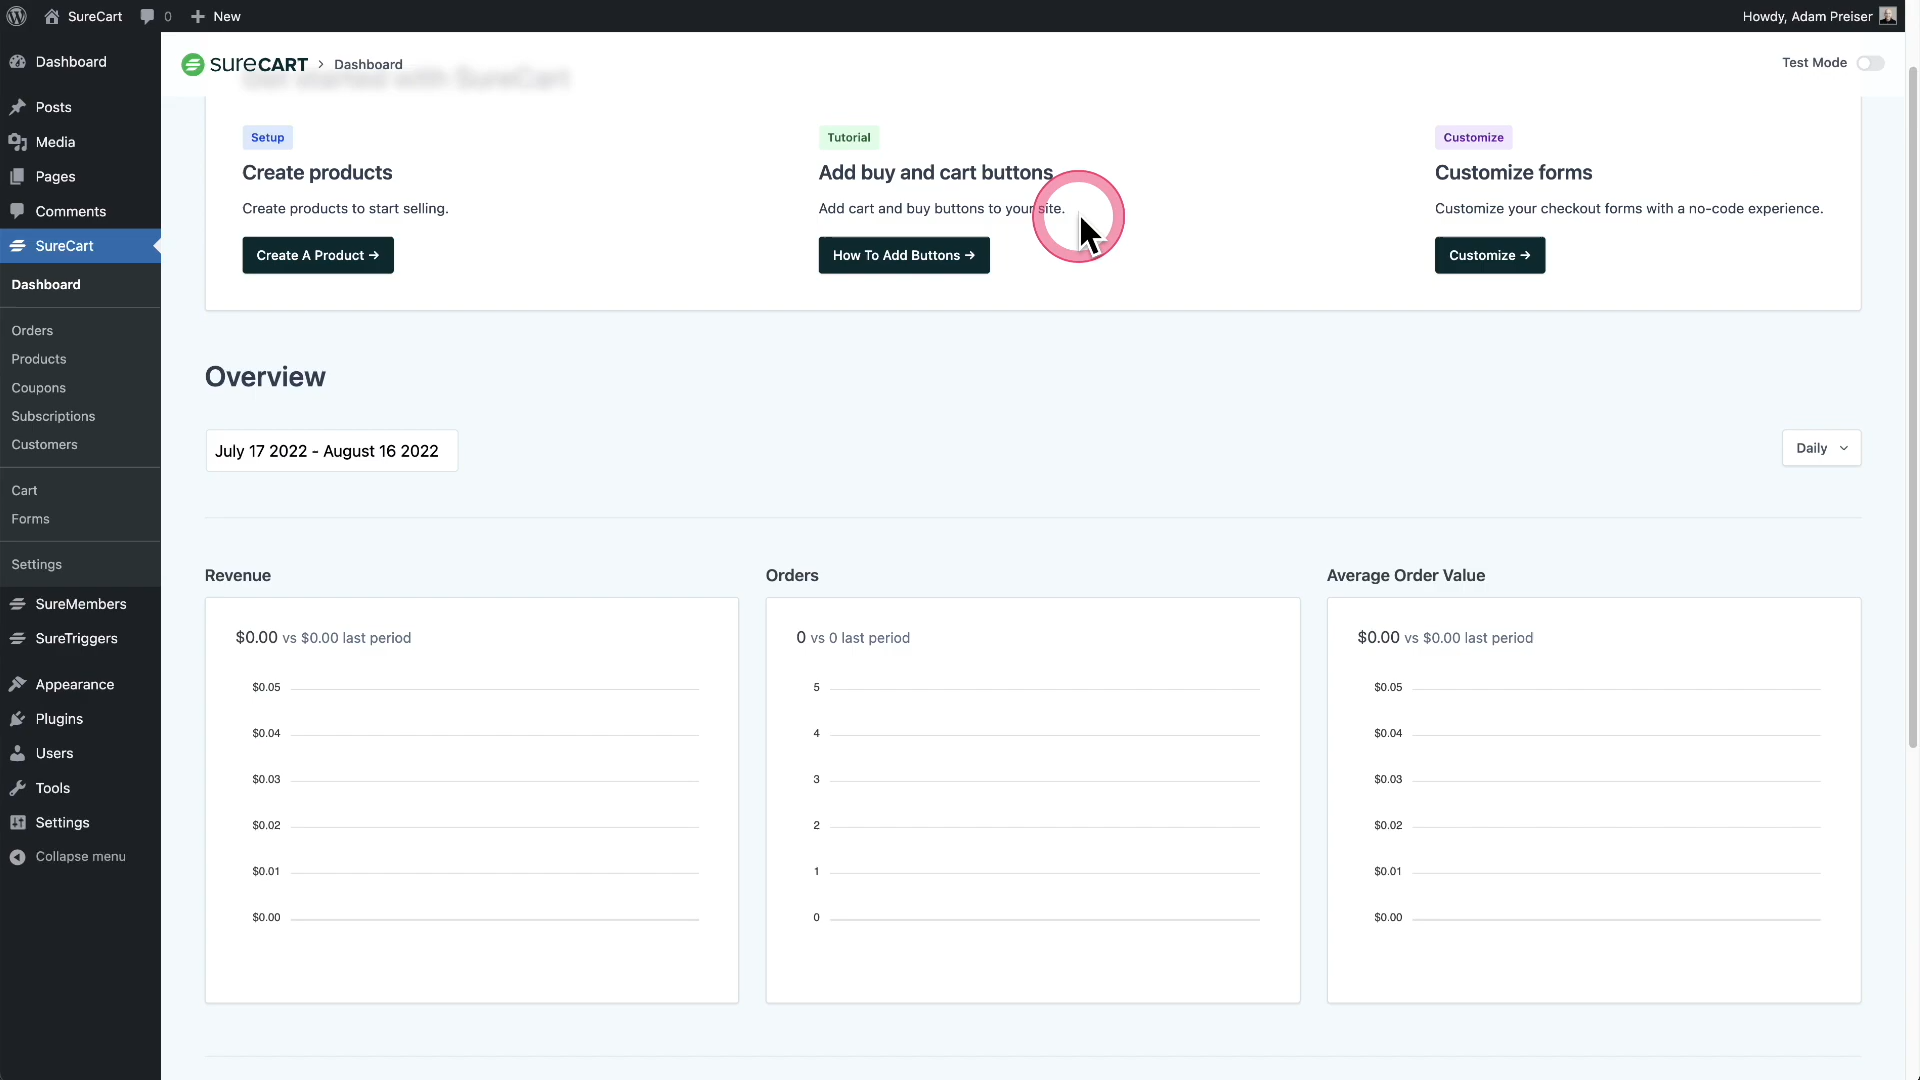 SureCart
0
New
Howdy, Adam Preiser
Dashboard
Posts
Media
Pages
Comments
SureCart
Dashboard
Orders
Products
Coupons
Subscriptions
Customers
Cart
Forms
Settings
SureMembers
SureTriggers
Appearance
Plugins
Users
Tools
Settings
Collapse menu
SURECART > Dashboard
Test Mode
Get started with SureCart
Setup
Create products
Create products to start selling.
Create A Product →
Tutorial
Add buy and cart buttons
Add cart and buy buttons to your site.
How To Add Buttons →
Customize
Customize forms
Customize your checkout forms with a no-code experience.
Customize →
Overview
July 17 2022 - August 16 2022
Daily
Revenue
$0.00 vs $0.00 last period
$0.05
$0.04
$0.03
$0.02
$0.01
$0.00
Orders
0 vs 0 last period
5
4
3
2
1
0
Average Order Value
$0.00 vs $0.00 last period
$0.05
$0.04
$0.03
$0.02
$0.01
$0.00